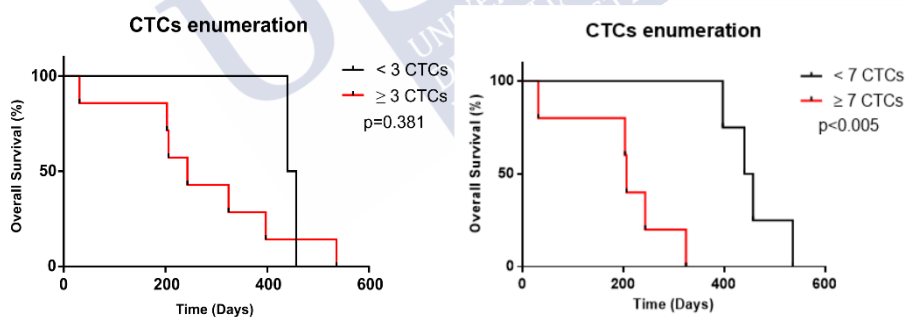 CTCs enumeration
100
50
0
Overall Survival (%)
0 200 400 600
Time (Days)
< 3 CTCs
≥ 3 CTCs
p=0.381
CTCs enumeration
100
50
0
Overall Survival (%)
0 200 400 600
Time (Days)
< 7 CTCs
≥ 7 CTCs
p<0.005